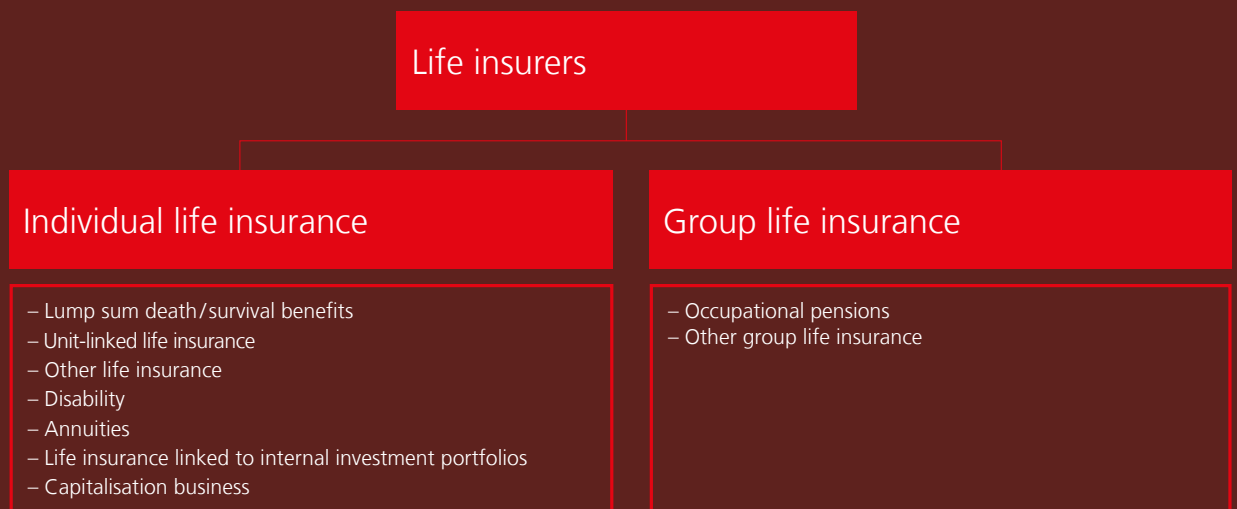 Life insurers
Individual life insurance
– Lump sum death/survival benefits
– Unit-linked life insurance
– Other life insurance
– Disability
– Annuities
– Life insurance linked to internal investment portfolios
– Capitalisation business
Group life insurance
– Occupational pensions
– Other group life insurance